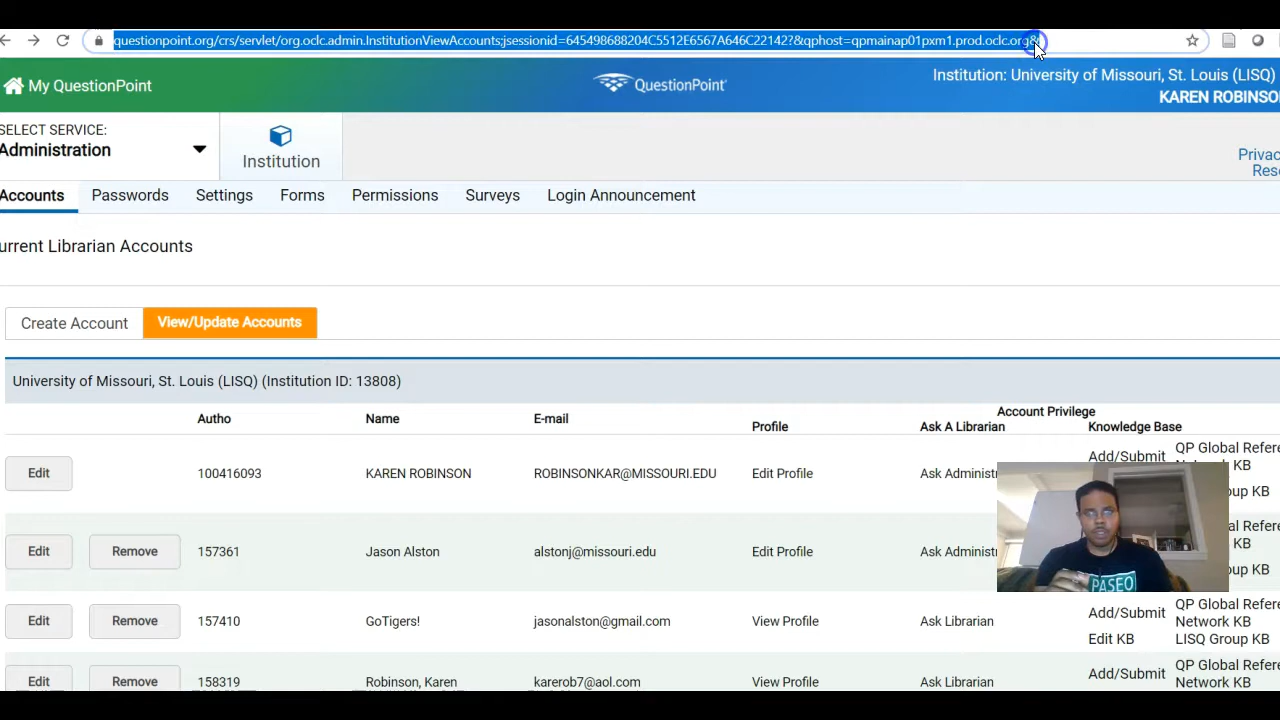 questionpoint.org/crs/servlet/org.oclc.admin.InstitutionViewAccounts;jsessionid=645498688204C5512E6567A646C22142?&qphost=qpmainap01pxm1.prod.oclc.org&
My QuestionPoint
QuestionPoint
Institution: University of Missouri, St. Louis (LISQ)
KAREN ROBINSO
SELECT SERVICE:
Administration
Institution
Privac
Rese
Accounts Passwords Settings Forms Permissions Surveys Login Announcement
urrent Librarian Accounts
Create Account View/Update Accounts
University of Missouri, St. Louis (LISQ) (Institution ID: 13808)
Account Privilege
Autho Name E-mail Profile Ask A Librarian Knowledge Base
Edit 100416093 KAREN ROBINSON ROBINSONKAR@MISSOURI.EDU Edit Profile Ask Administr Add/Submit QP Global Refere
Network KB
oup KB
Edit Remove 157361 Jason Alston alstonj@missouri.edu Edit Profile Ask Administr al Refere
KB
oup KB
PASEO
Edit Remove 157410 GoTigers! jasonalston@gmail.com View Profile Ask Librarian Add/Submit QP Global Refere
Network KB
Edit KB LISQ Group KB
Edit Remove 158319 Robinson, Karen karerob7@aol.com View Profile Ask Librarian Add/Submit QP Global Refere
Network KB